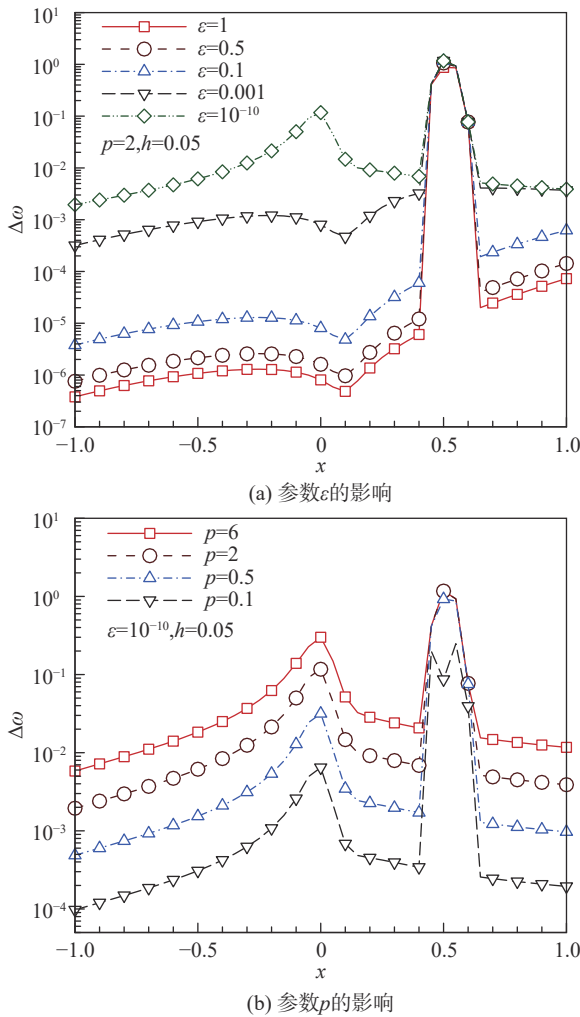 10¹
10⁰
10⁻¹
10⁻²
10⁻³
10⁻⁴
10⁻⁵
10⁻⁶
10⁻⁷
Δω
ε=1
ε=0.5
ε=0.1
ε=0.001
ε=10⁻¹⁰
p=2,h=0.05
−1.0 −0.5 0 0.5 1.0
x
(a) 参数ε的影响
10¹
10⁰
10⁻¹
10⁻²
10⁻³
10⁻⁴
Δω
p=6
p=2
p=0.5
p=0.1
ε=10⁻¹⁰,h=0.05
−1.0 −0.5 0 0.5 1.0
x
(b) 参数p的影响